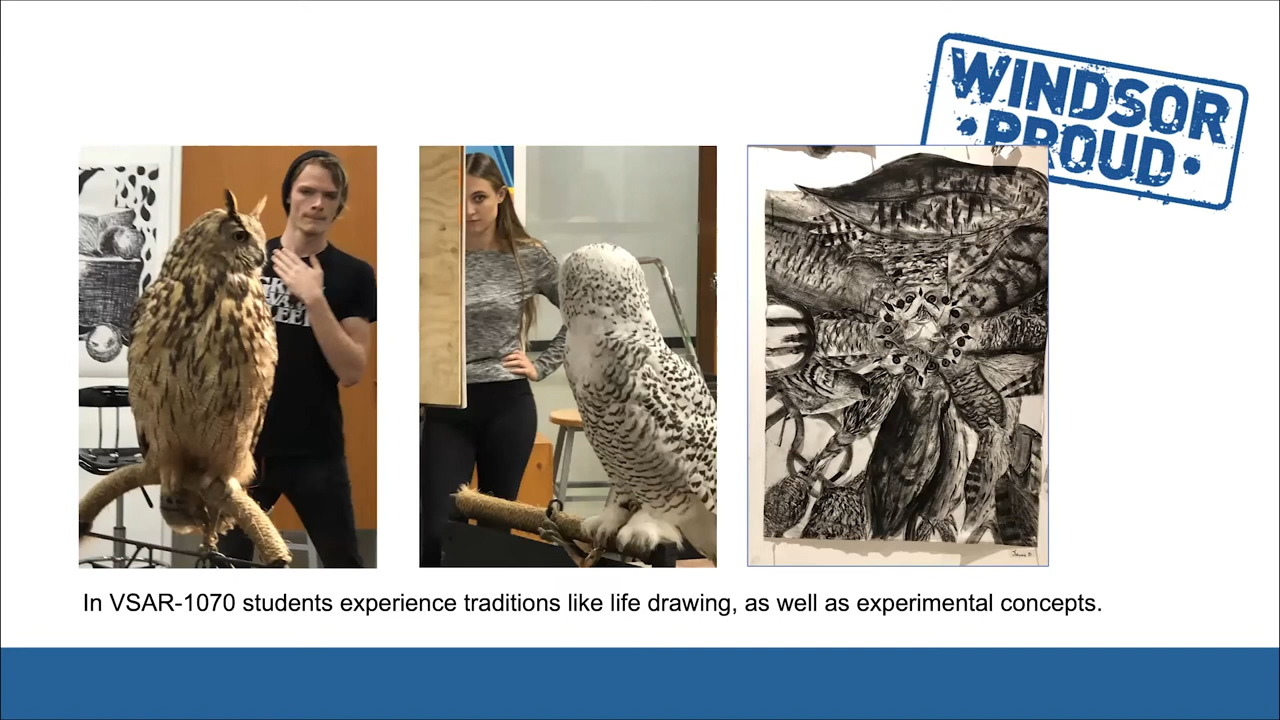 WINDSOR
• PROUD •
In VSAR-1070 students experience traditions like life drawing, as well as experimental concepts.